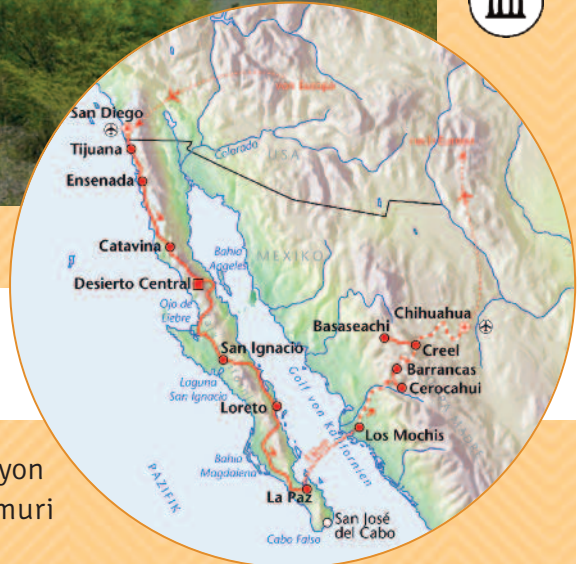 San Diego
Tijuana
Colorado
USA
Ensenada
Catavina
Bahia
Angeles
MEXIKO
Desierto Central
Ojo de
Liebre
Chihuahua
Basaseachi
Creel
San Ignacio
Barrancas
Cerocahui
Laguna
San Ignacio
Golf von Kalifornien
Loreto
Los Mochis
Bahia
Magdalena
PAZIFIK
La Paz
San José
del Cabo
Cabo Falso
yon
muri